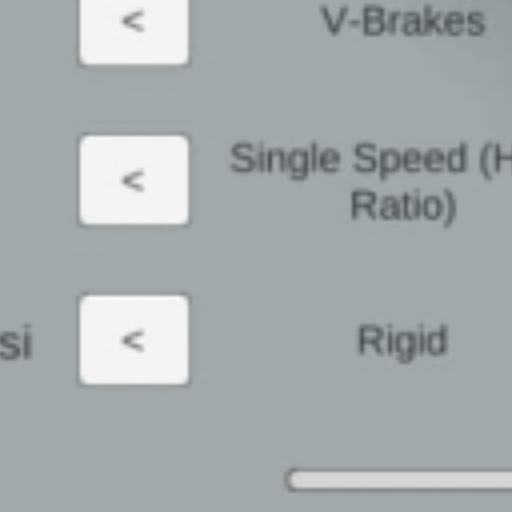 < V-Brakes
< Single Speed (H
Ratio)
si < Rigid